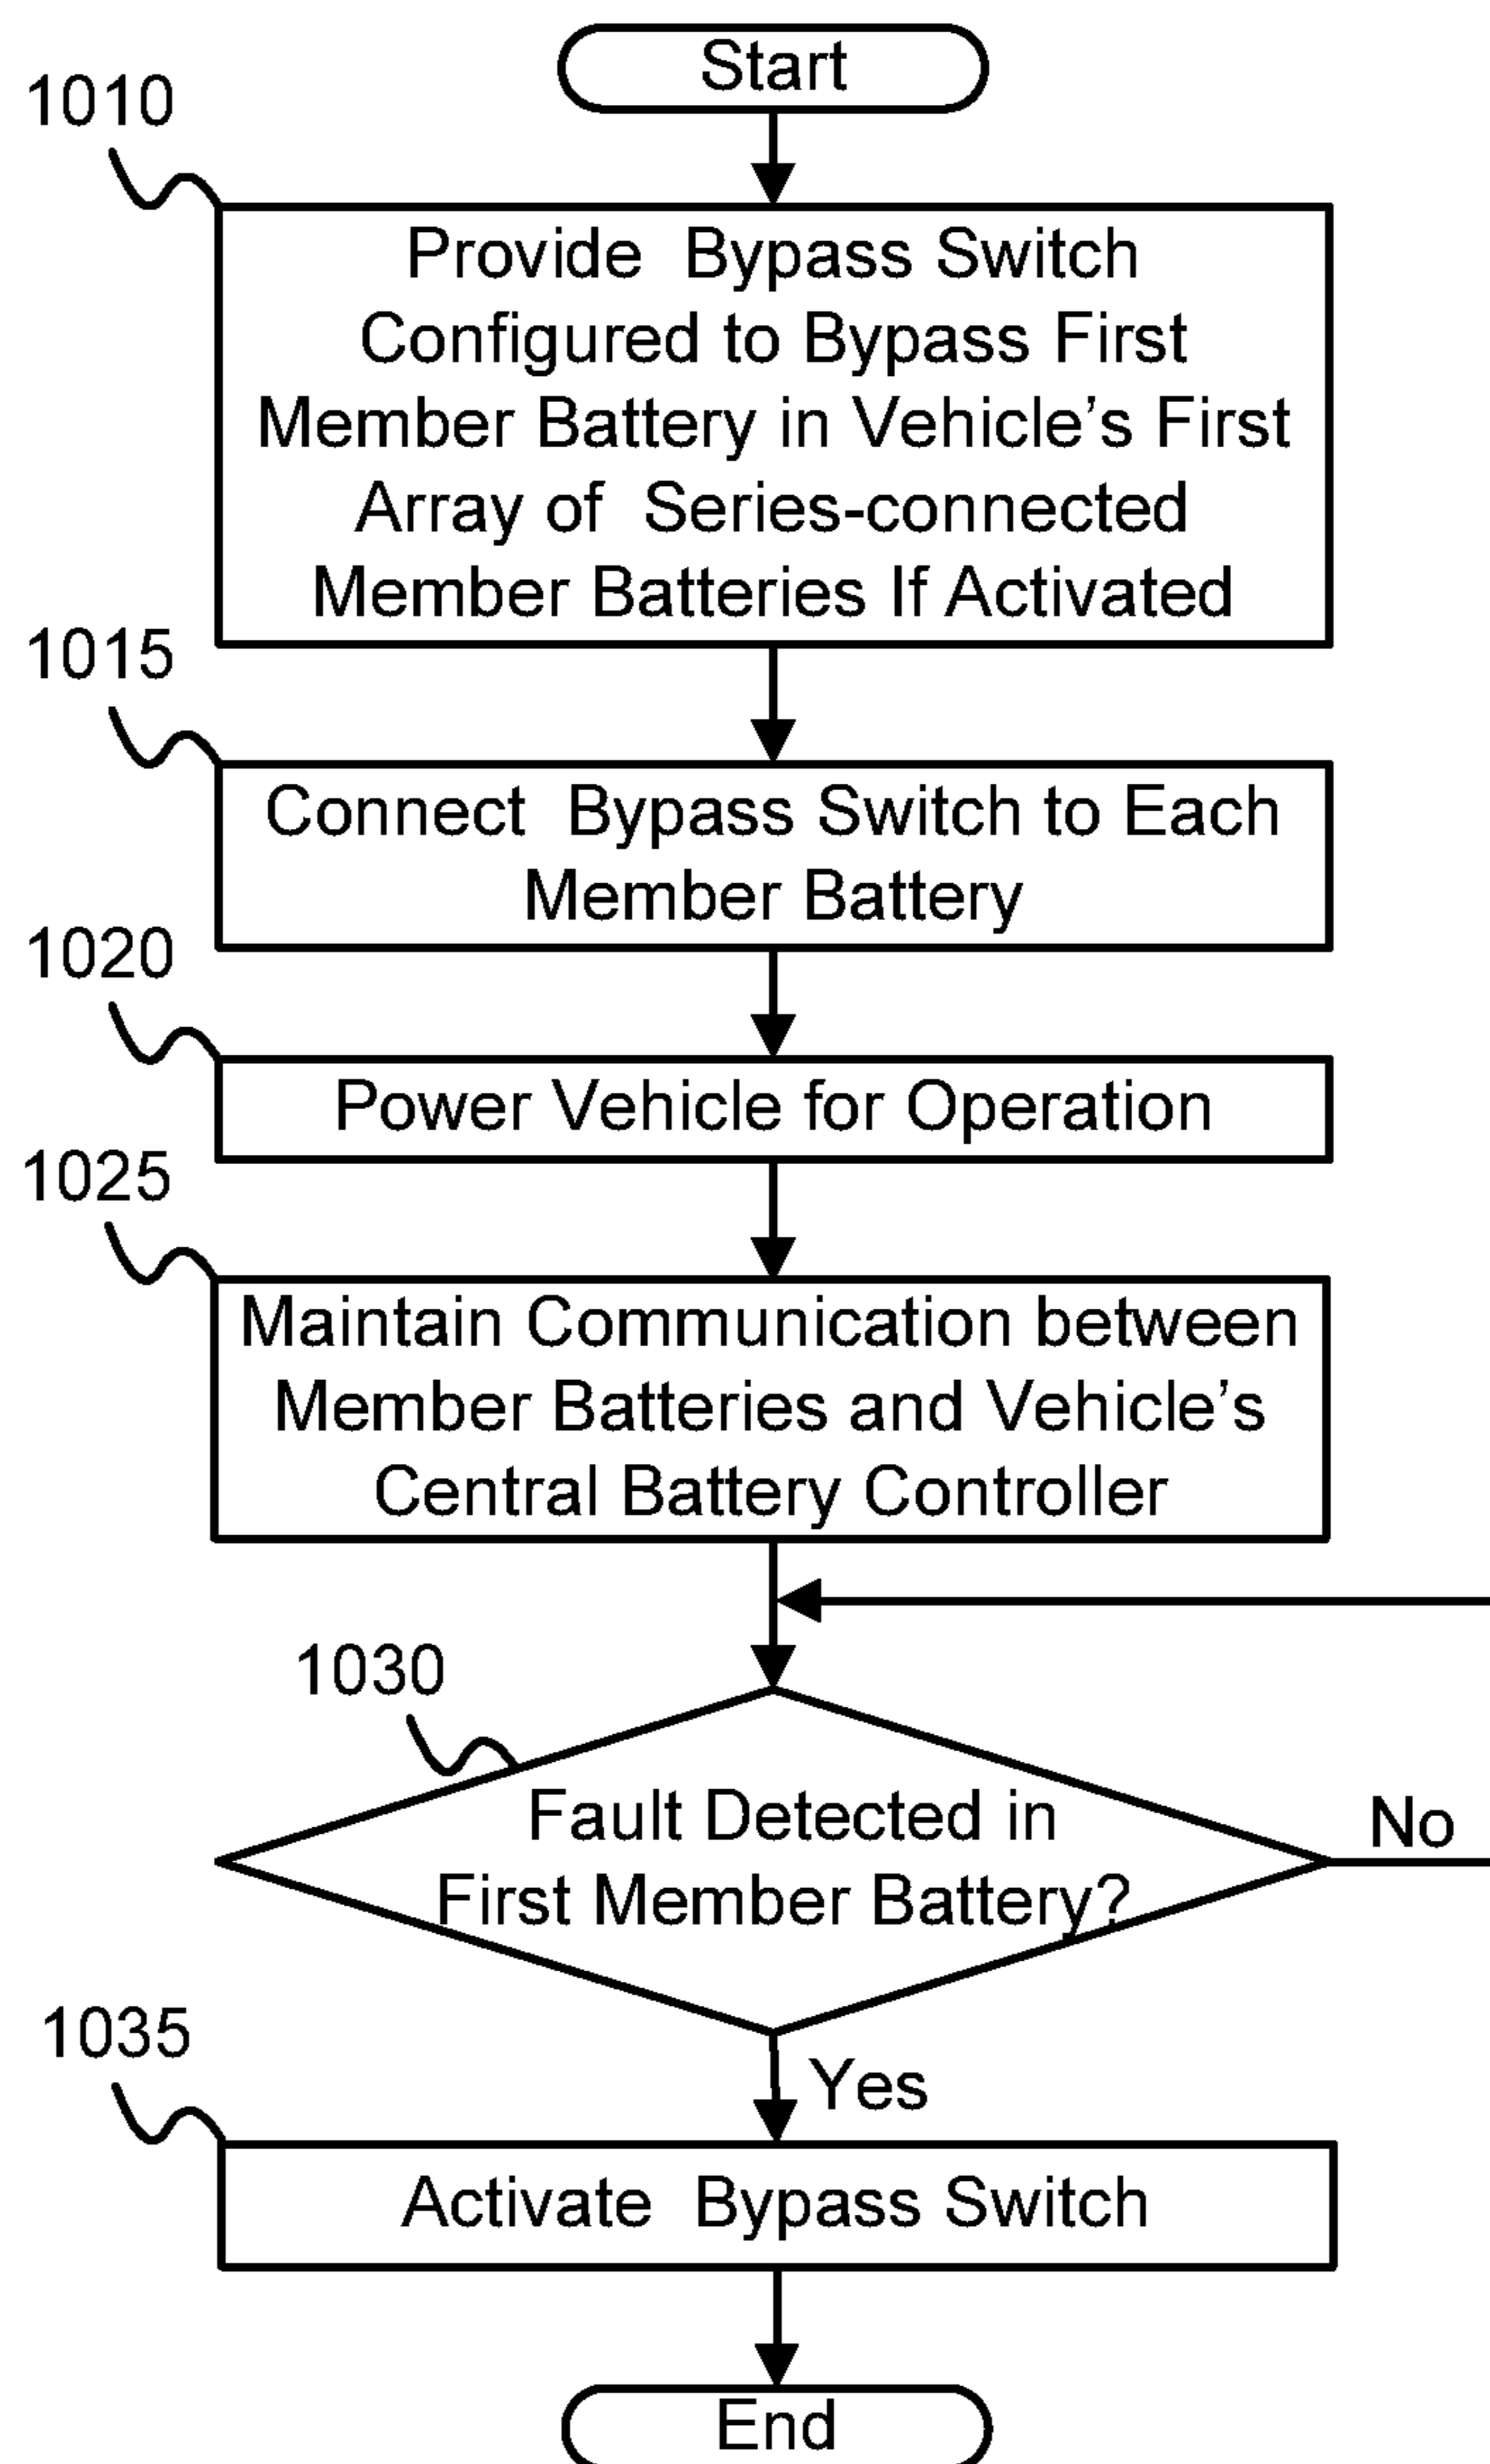 Start
1010
Provide Bypass Switch
Configured to Bypass First
Member Battery in Vehicle's First
Array of Series-connected
Member Batteries If Activated
1015
Connect Bypass Switch to Each
Member Battery
1020
Power Vehicle for Operation
1025
Maintain Communication between
Member Batteries and Vehicle's
Central Battery Controller
1030
Fault Detected in
First Member Battery?
No
Yes
1035
Activate Bypass Switch
End